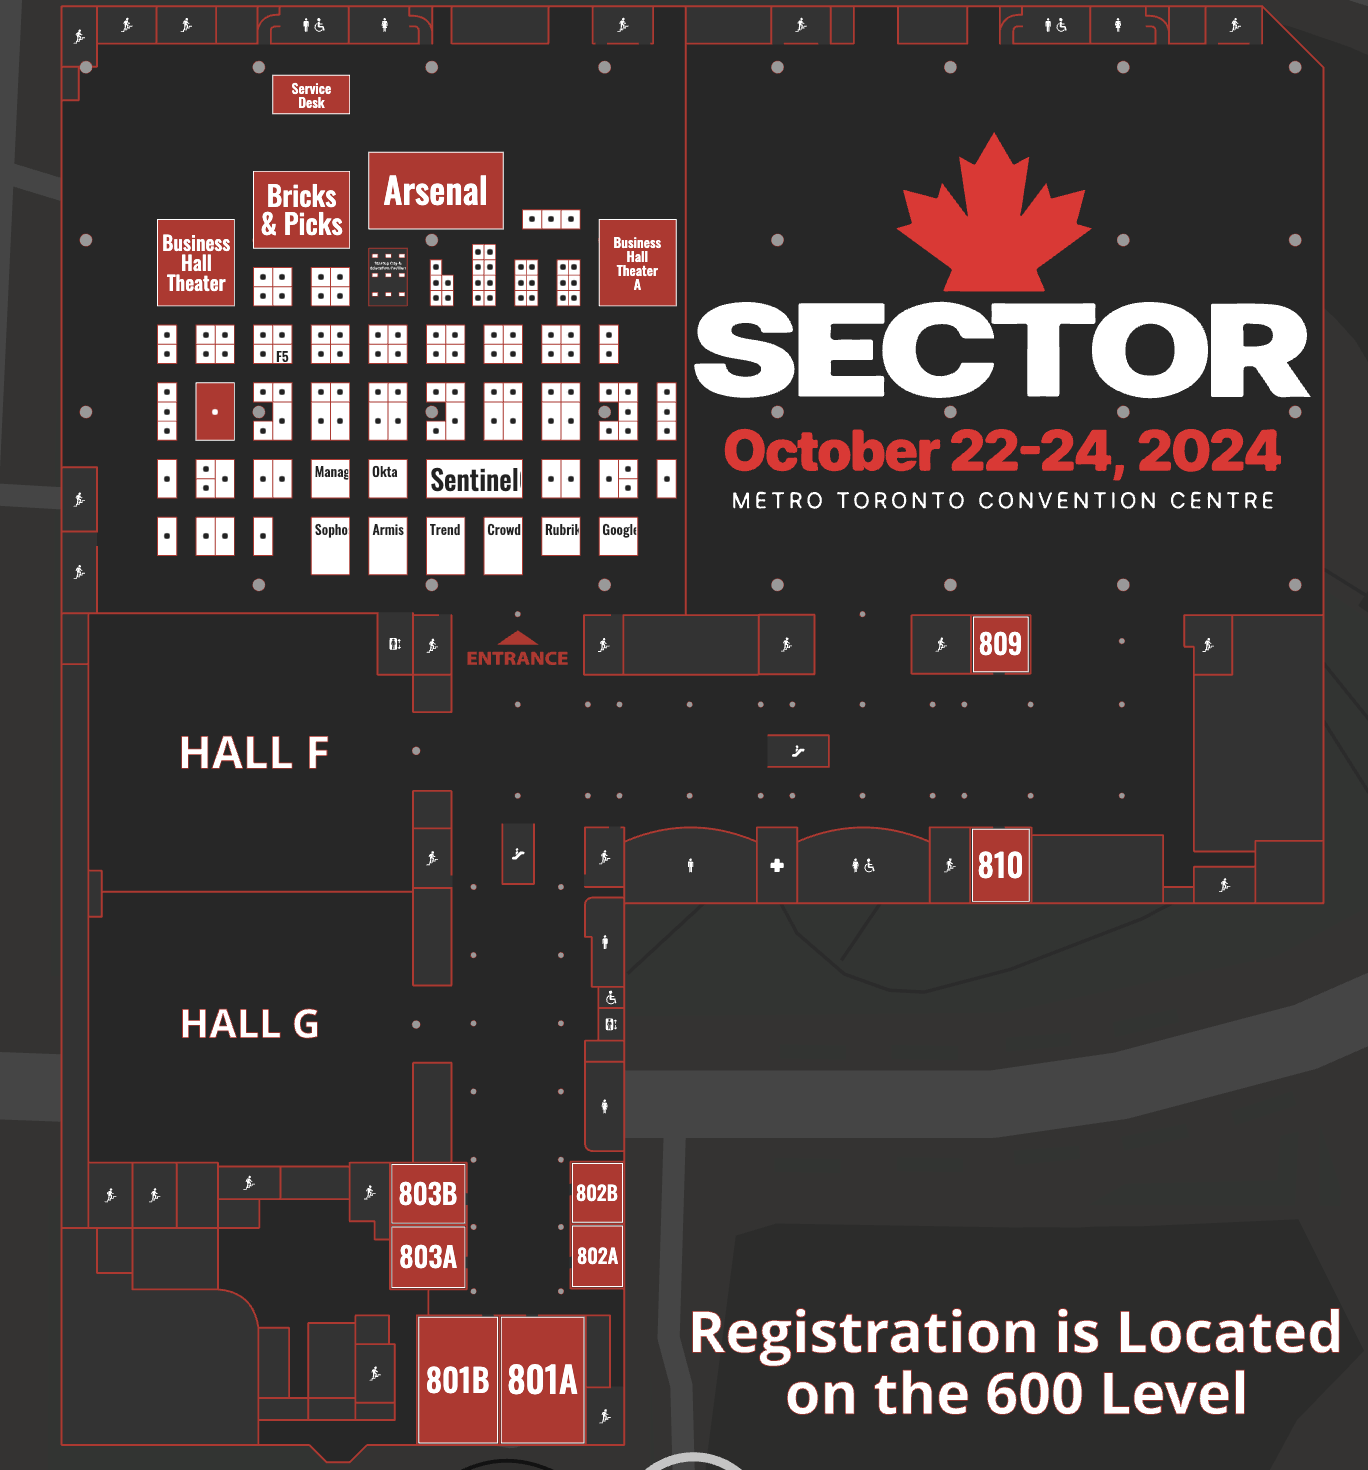 Service
Desk
Arsenal
Bricks
& Picks
Business
Hall
Theater
Business
Hall
Theater
A
F5
SECTOR
October 22-24, 2024
METRO TORONTO CONVENTION CENTRE
Manag
Okta
Sentinel
Sopho
Armis
Trend
Crowd
Rubrik
Google
ENTRANCE
809
HALL F
810
HALL G
803B
802B
803A
802A
801B
801A
Registration is Located
on the 600 Level